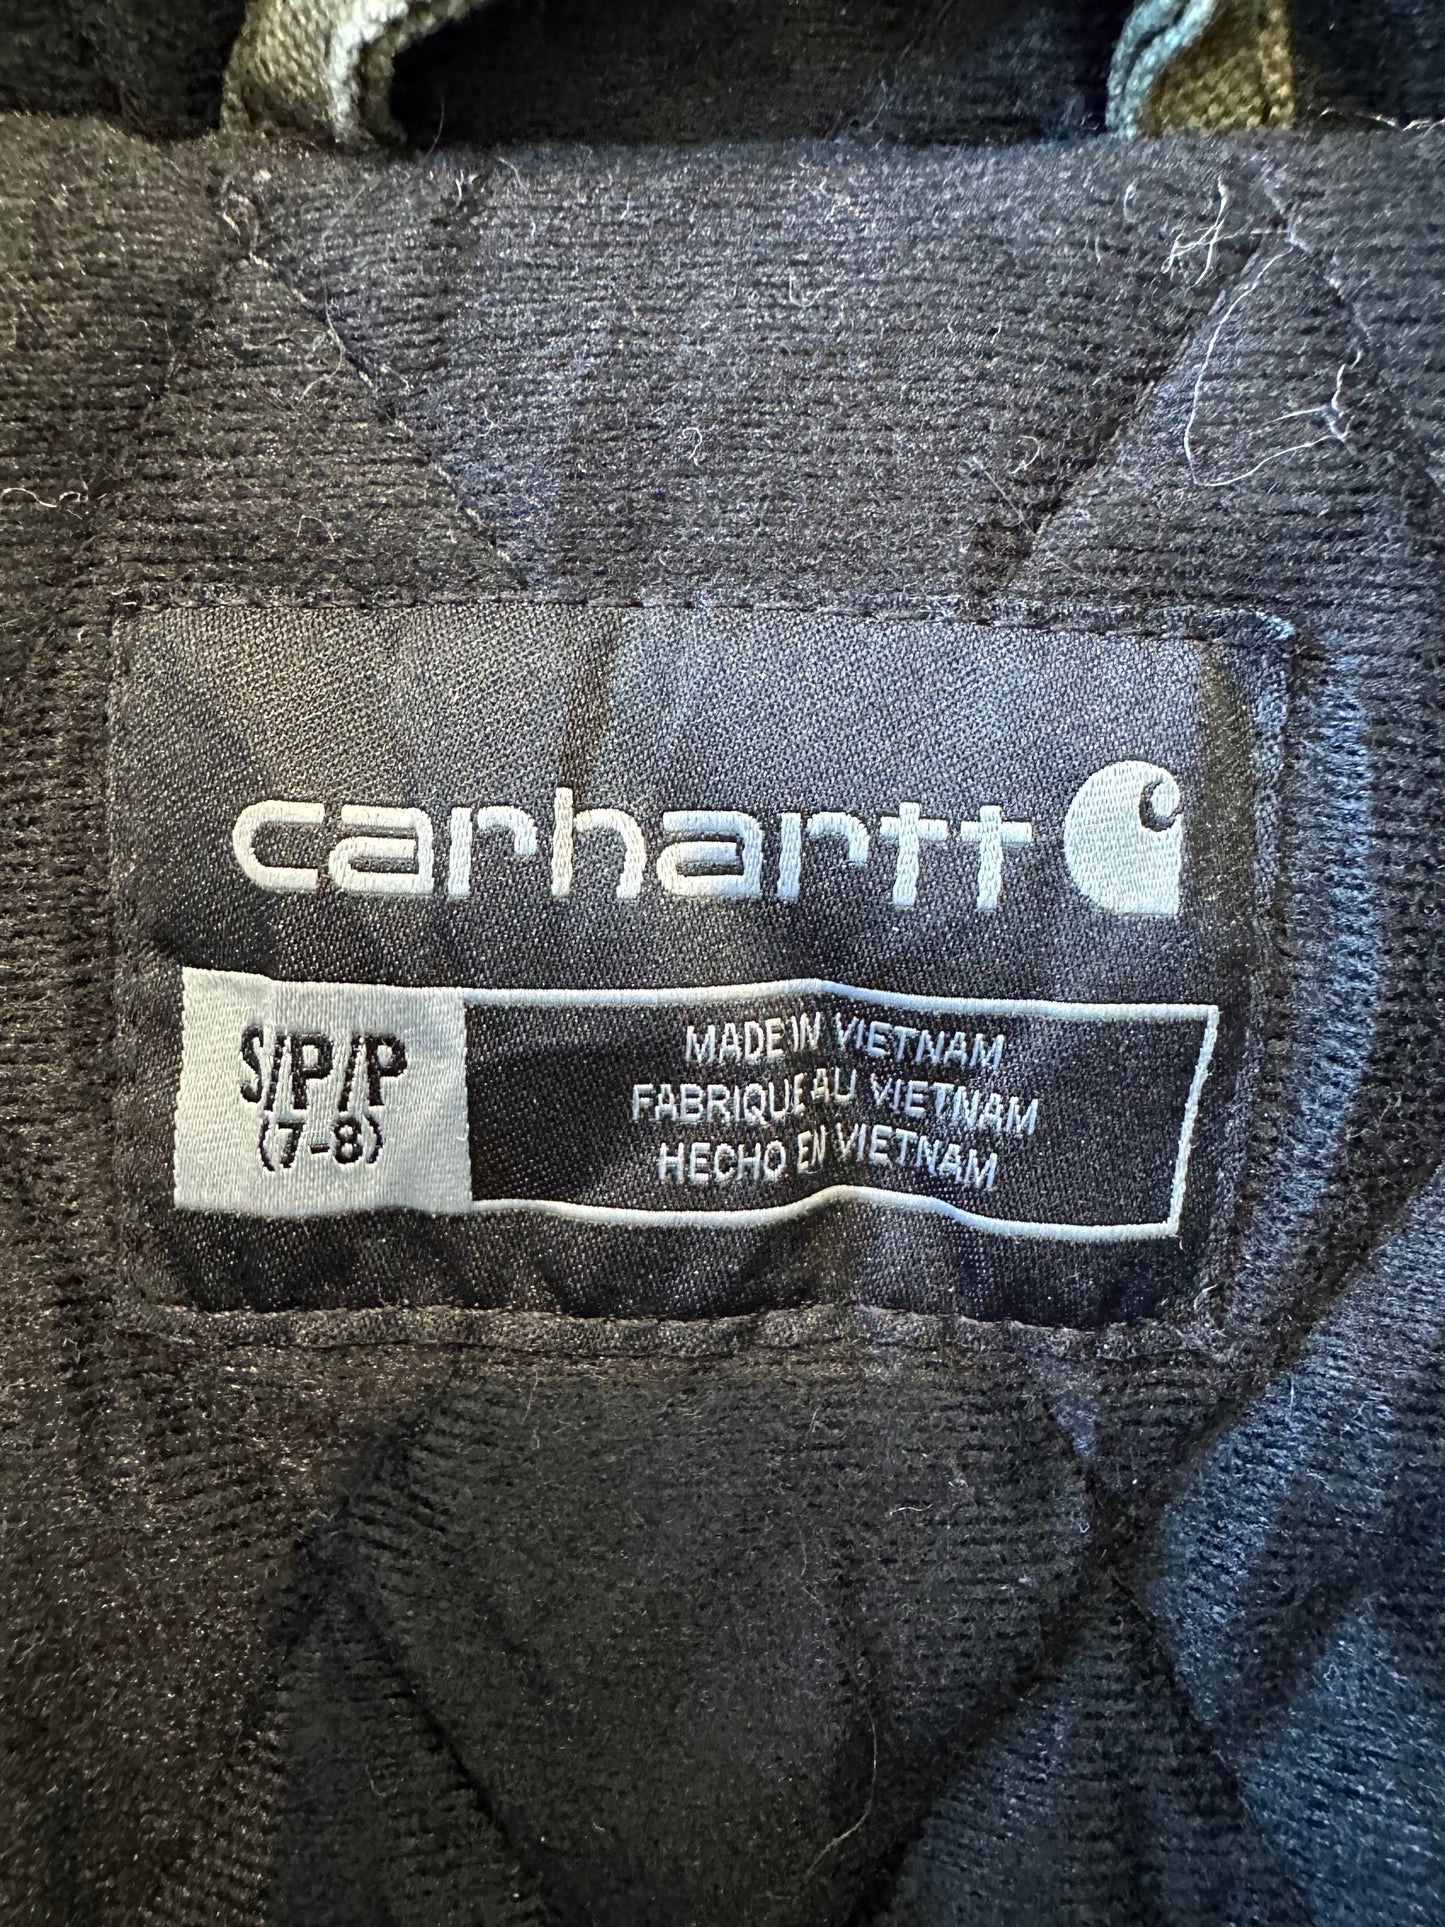 carhartt
S/P/P
(7-8)
MADE IN VIETNAM
FABRIQUE AU VIETNAM
HECHO EN VIETNAM